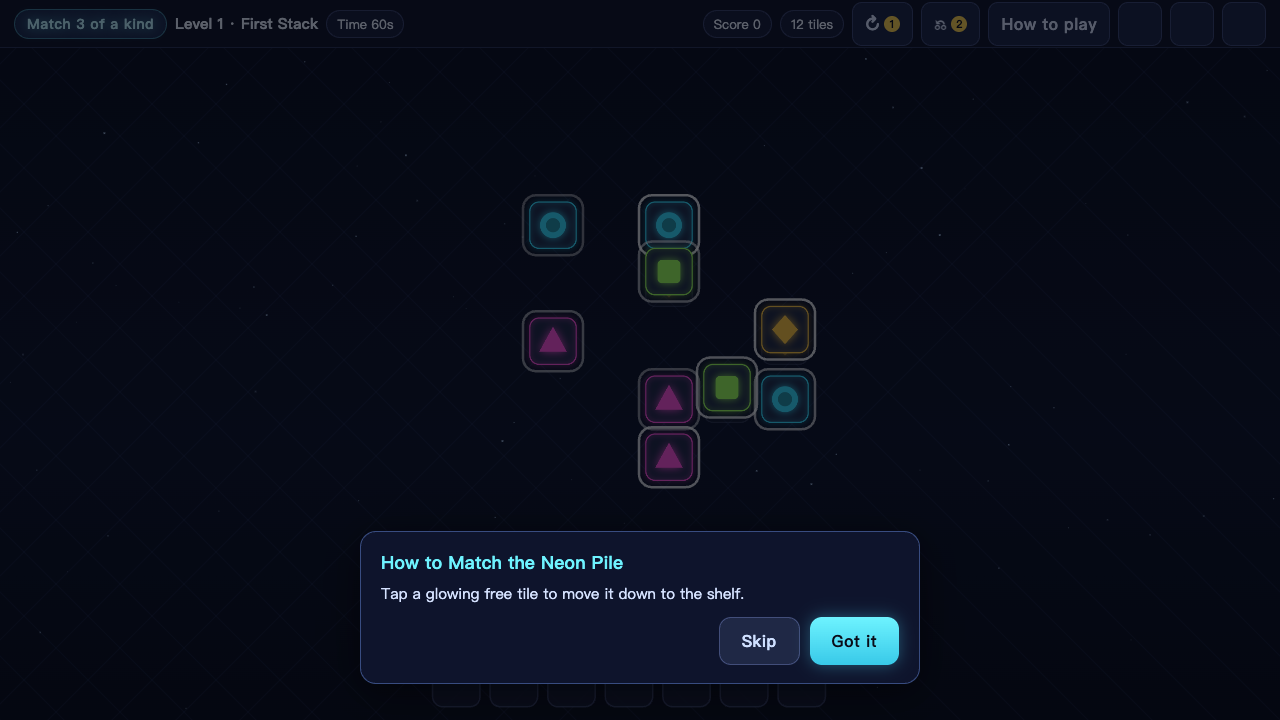 Match 3 of a kind
Level 1 · First Stack
Time 60s
Score 0
12 tiles
1
2
How to play
How to Match the Neon Pile
Tap a glowing free tile to move it down to the shelf.
Skip
Got it